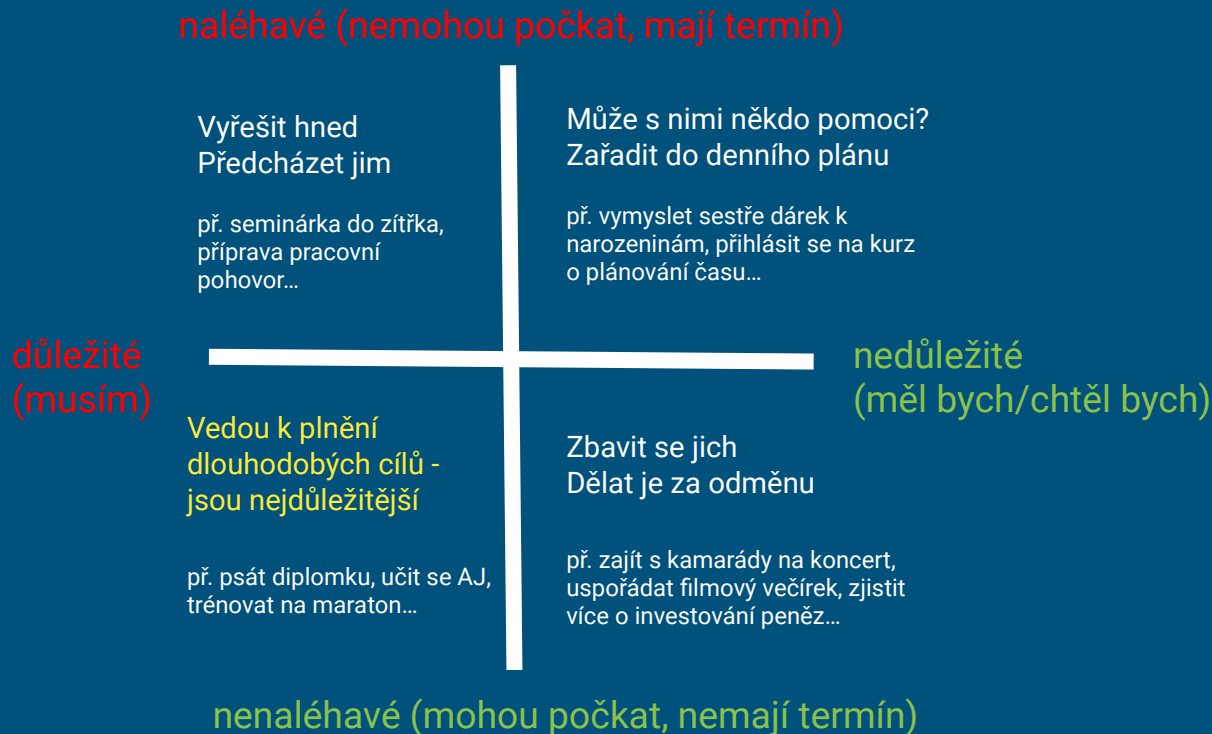 naléhavé (nemohou počkat, mají termín)
Vyřešit hned
Předcházet jim
př. seminárka do zítřka,
příprava pracovní
pohovor…
Může s nimi někdo pomoci?
Zařadit do denního plánu
př. vymyslet sestře dárek k
narozeninám, přihlásit se na kurz
o plánování času…
důležité
(musím)
nedůležité
(měl bych/chtěl bych)
Vedou k plnění
dlouhodobých cílů -
jsou nejdůležitější
př. psát diplomku, učit se AJ,
trénovat na maraton…
Zbavit se jich
Dělat je za odměnu
př. zajít s kamarády na koncert,
uspořádat filmový večírek, zjistit
více o investování peněz…
nenaléhavé (mohou počkat, nemají termín)